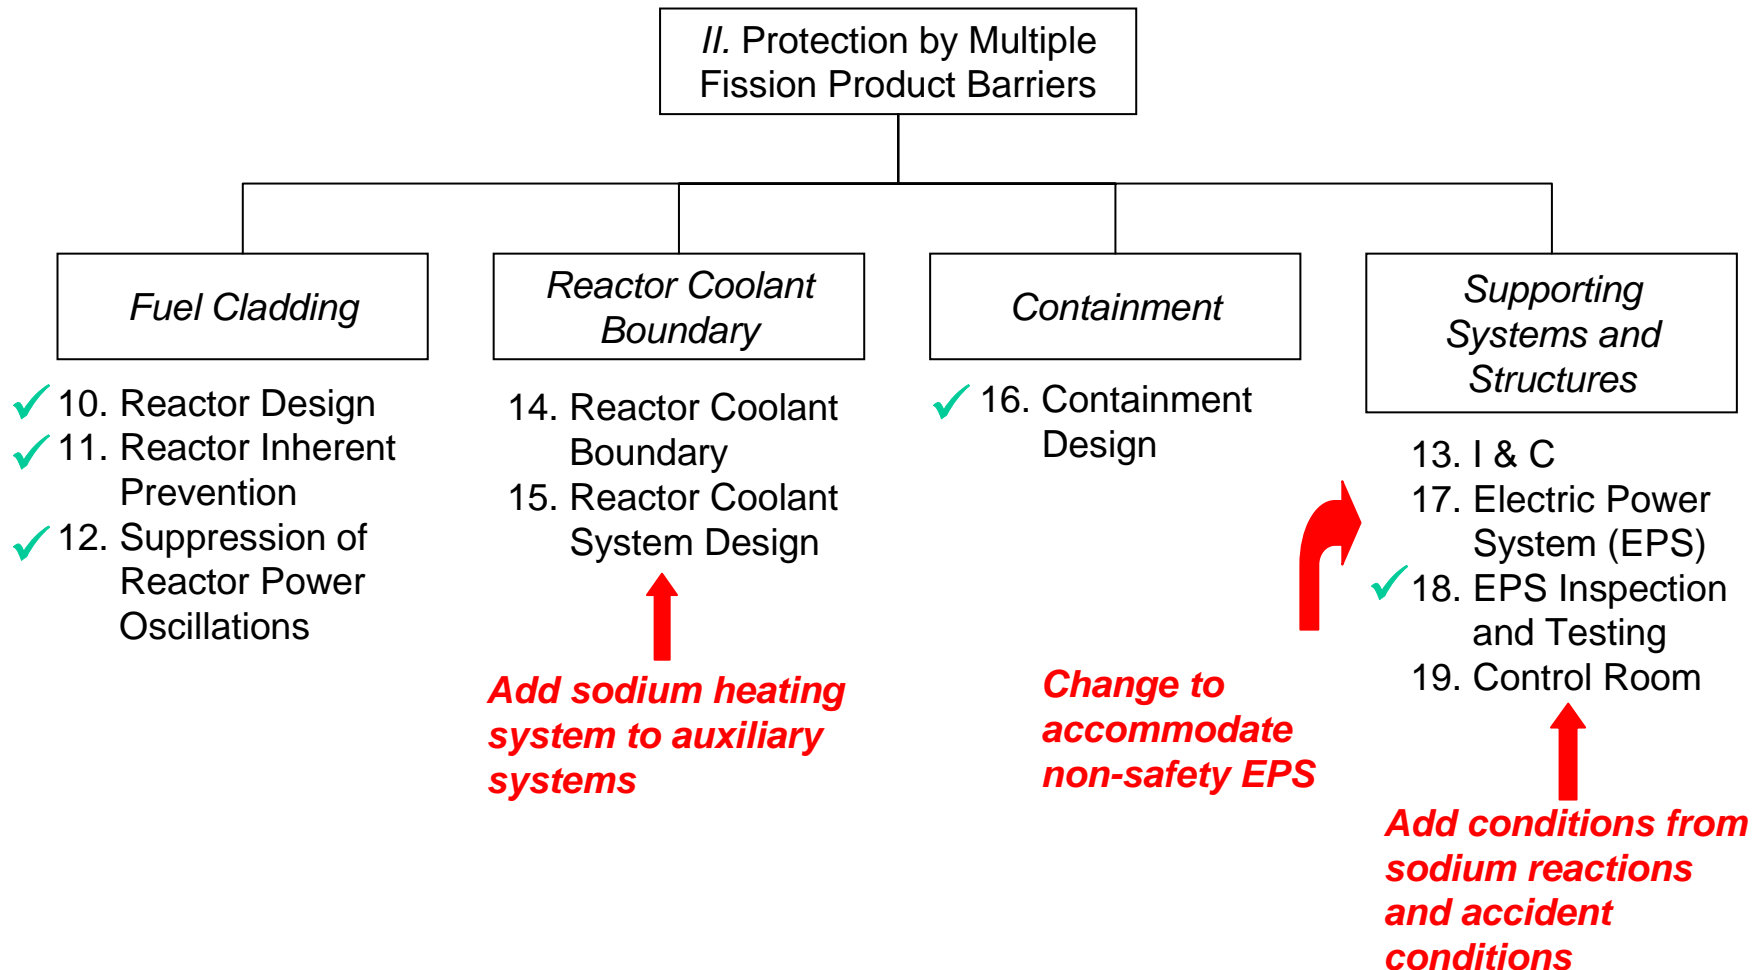 II. Protection by Multiple
Fission Product Barriers
Fuel Cladding
10. Reactor Design
11. Reactor Inherent
Prevention
12. Suppression of
Reactor Power
Oscillations
Reactor Coolant
Boundary
14. Reactor Coolant
Boundary
15. Reactor Coolant
System Design
Add sodium heating
system to auxiliary
systems
Containment
16. Containment
Design
Change to
accommodate
non-safety EPS
Supporting
Systems and
Structures
13. I & C
17. Electric Power
System (EPS)
18. EPS Inspection
and Testing
19. Control Room
Add conditions from
sodium reactions
and accident
conditions